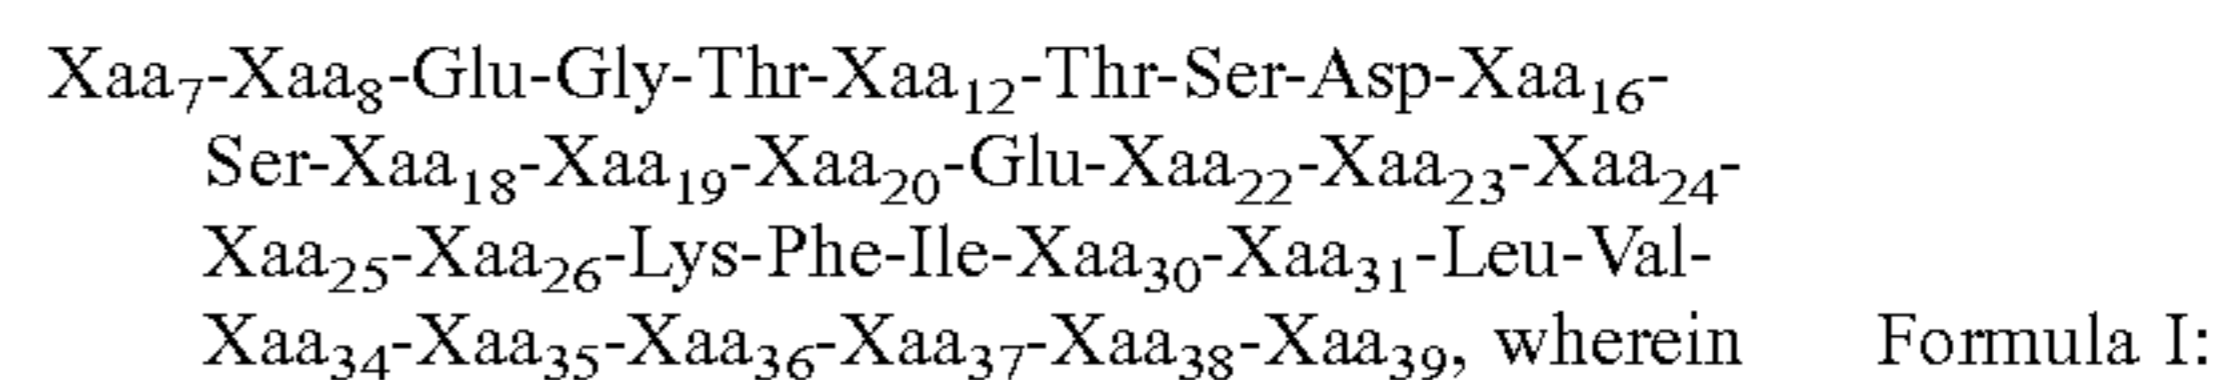 Xaa₇-Xaa₈-Glu-Gly-Thr-Xaa₁₂-Thr-Ser-Asp-Xaa₁₆-
Ser-Xaa₁₈-Xaa₁₉-Xaa₂₀-Glu-Xaa₂₂-Xaa₂₃-Xaa₂₄-
Xaa₂₅-Xaa₂₆-Lys-Phe-Ile-Xaa₃₀-Xaa₃₁-Leu-Val-
Xaa₃₄-Xaa₃₅-Xaa₃₆-Xaa₃₇-Xaa₃₈-Xaa₃₉, wherein Formula I: